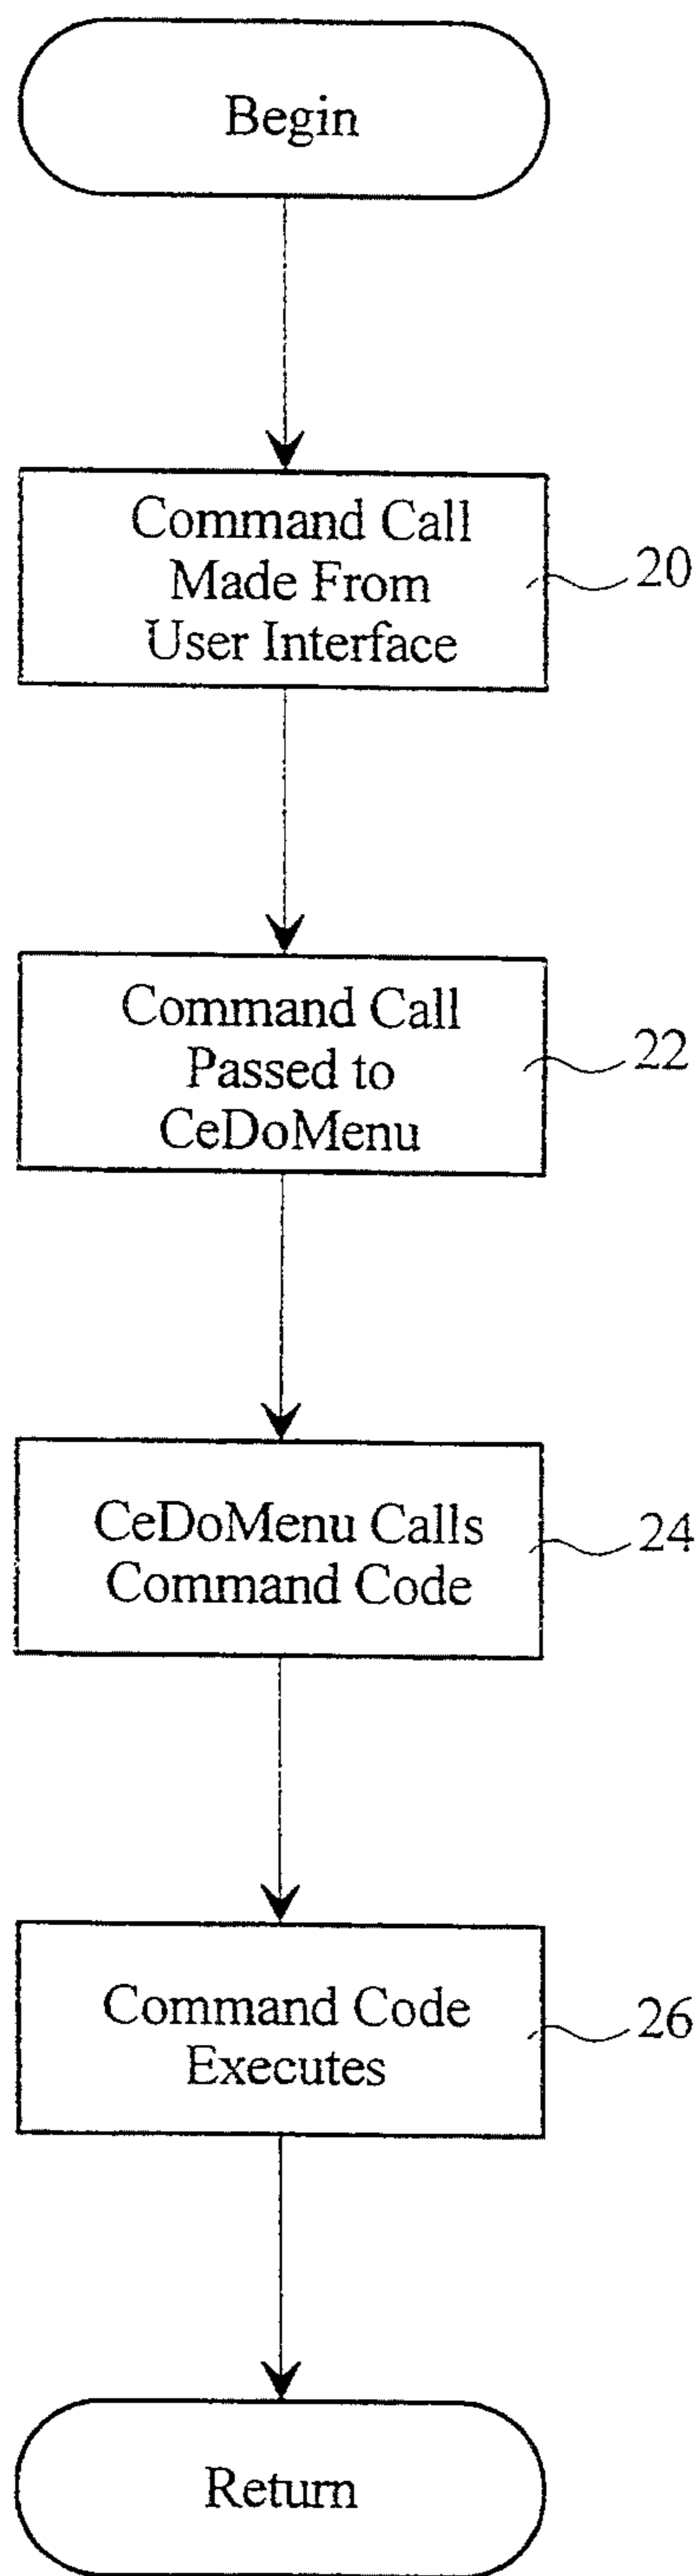 Begin
Command Call
Made From
User Interface
20
Command Call
Passed to
CeDoMenu
22
CeDoMenu Calls
Command Code
24
Command Code
Executes
26
Return